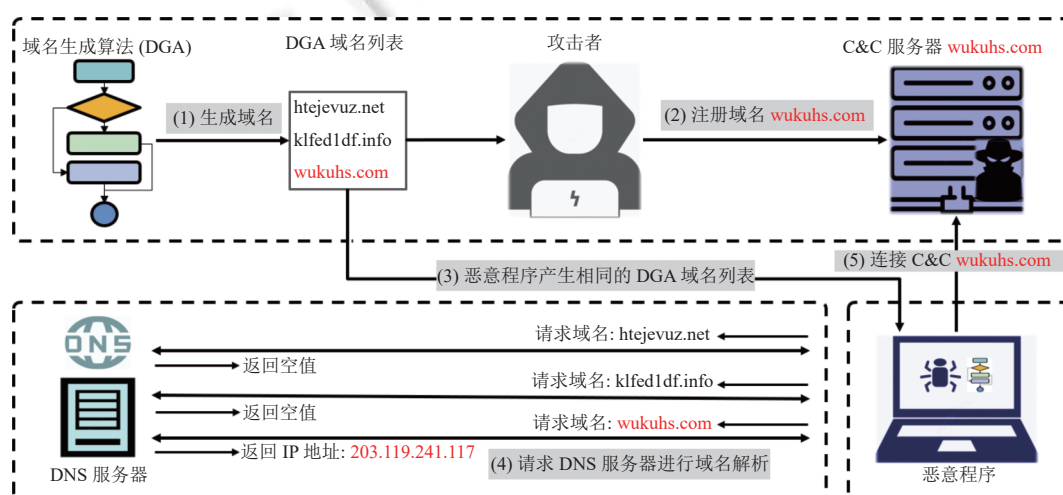 域名生成算法 (DGA)
DGA 域名列表
攻击者
C&C 服务器 wukuhs.com
(1) 生成域名
htejevuz.net
klfed1df.info
wukuhs.com
(2) 注册域名 wukuhs.com
(3) 恶意程序产生相同的 DGA 域名列表
(5) 连接 C&C wukuhs.com
DNS
请求域名: htejevuz.net
返回空值
请求域名: klfed1df.info
返回空值
请求域名: wukuhs.com
返回 IP 地址: 203.119.241.117
(4) 请求 DNS 服务器进行域名解析
DNS 服务器
恶意程序